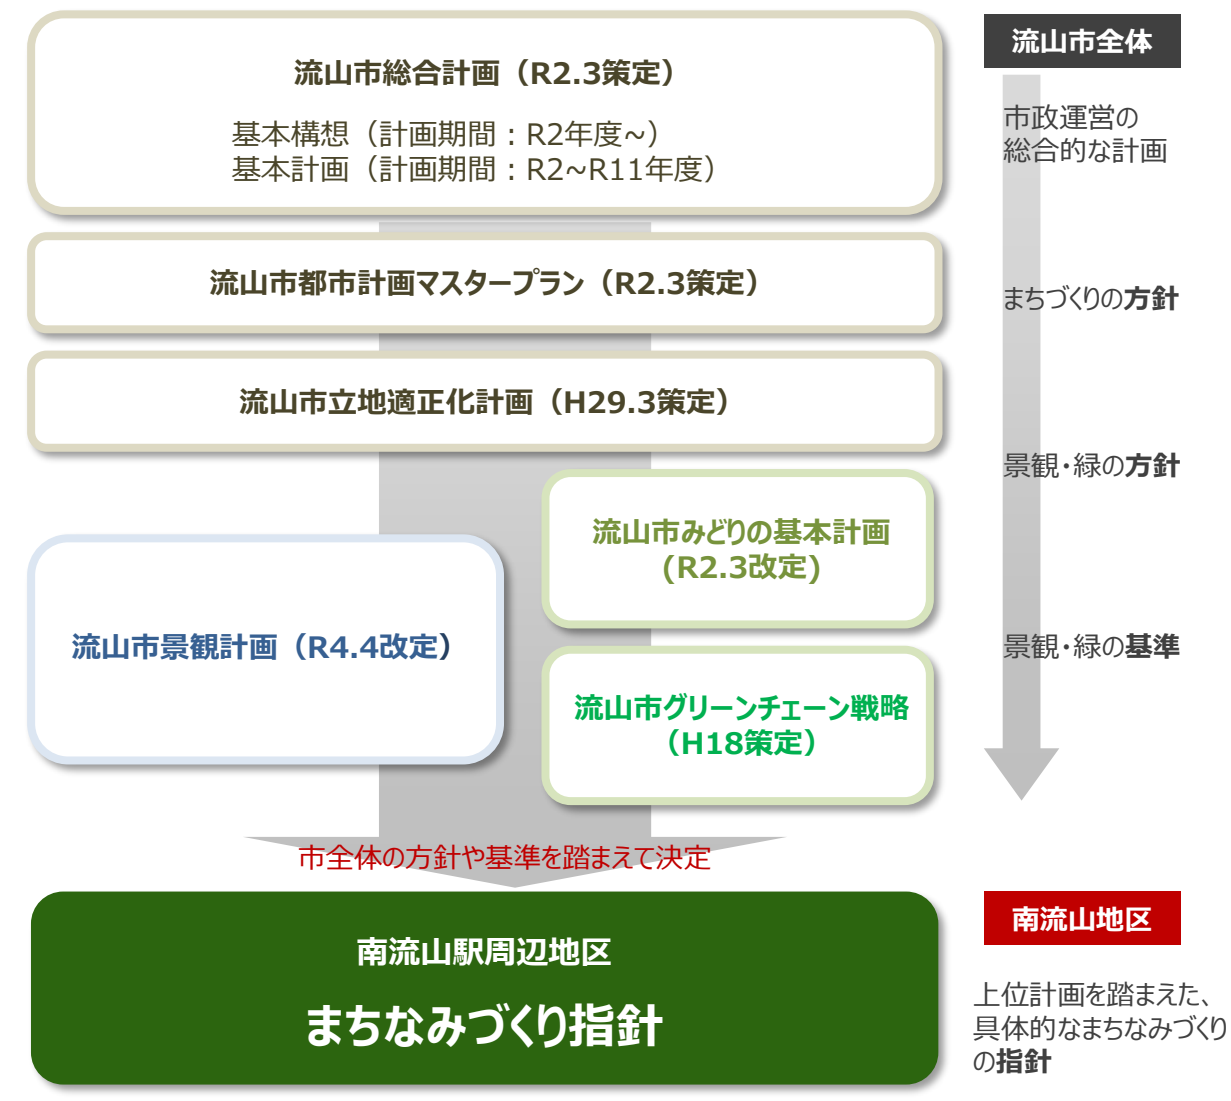 流山市総合計画（R2.3策定）
基本構想（計画期間：R2年度~）
基本計画（計画期間：R2~R11年度）
流山市都市計画マスタープラン（R2.3策定）
流山市立地適正化計画（H29.3策定）
流山市みどりの基本計画
(R2.3改定)
流山市景観計画（R4.4改定）
流山市グリーンチェーン戦略
（H18策定）
市全体の方針や基準を踏まえて決定
南流山駅周辺地区
まちなみづくり指針
流山市全体
市政運営の
総合的な計画
まちづくりの方針
景観・緑の方針
景観・緑の基準
南流山地区
上位計画を踏まえた、
具体的なまちなみづくり
の指針